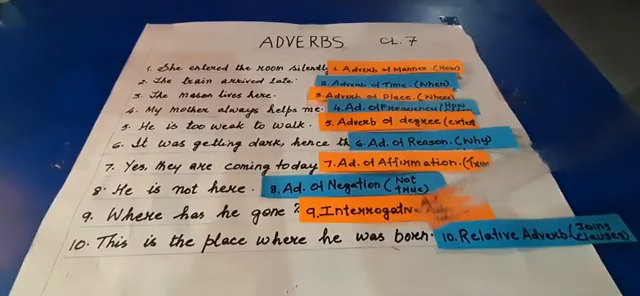 ADVERBS CL.7
1. She entered the room silently 1. Adverb of Manner (How)
2. The train arrived late. 2. Adverb of Time. (When)
3. The mason lives here. 3. Adverb of Place. (Where)
4. My mother always helps me. 4. Ad. of Frequency (How
5. He is too weak to walk. 5. Adverb of degree (extent
6. It was getting dark, hence th 6. Ad. of Reason. (Why)
7. Yes, they are coming today 7. Ad. of Affirmation. (True
8. He is not here. 8. Ad. of Negation (Not true)
9. Where has he gone? 9. Interrogative
10. This is the place where he was born. 10. Relative Adverb (Joins clauses)